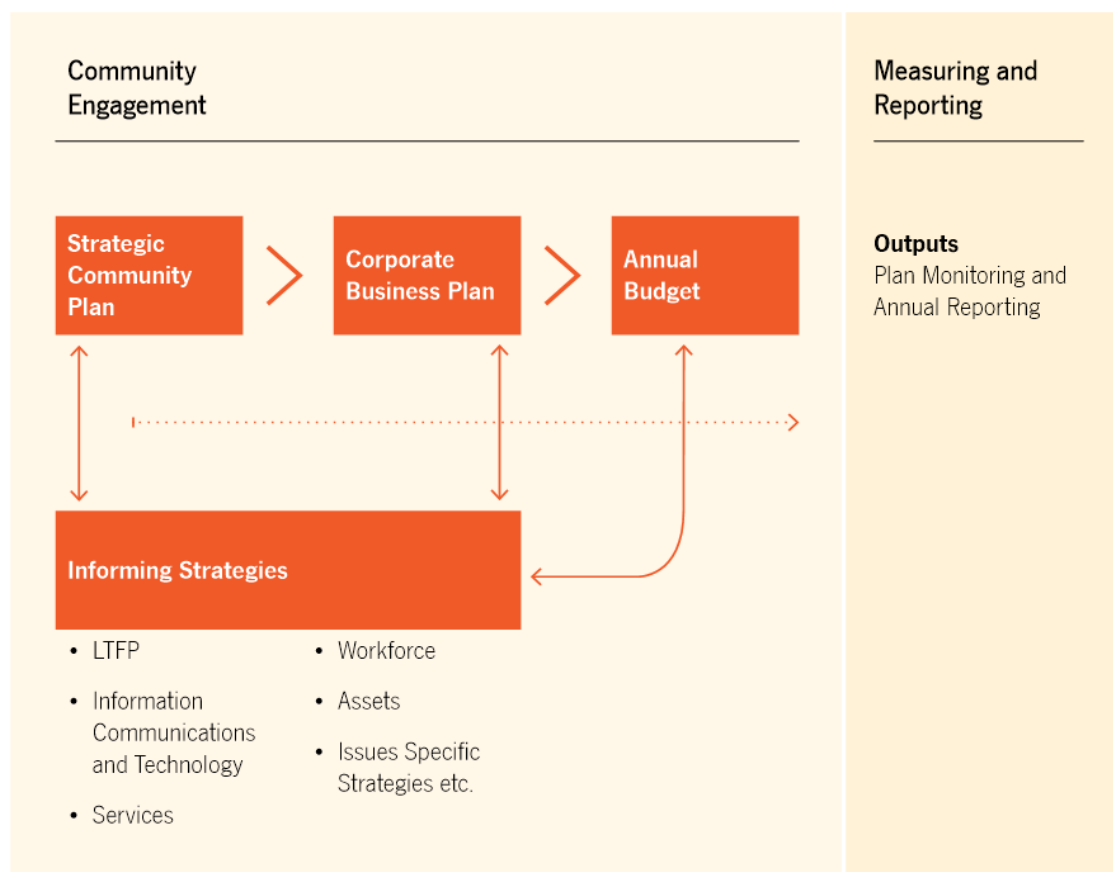 Community
Engagement
Measuring and
Reporting
Strategic
Community
Plan
Corporate
Business Plan
Annual
Budget
Outputs
Plan Monitoring and
Annual Reporting
Informing Strategies
• LTFP
• Information
Communications
and Technology
• Services
• Workforce
• Assets
• Issues Specific
Strategies etc.